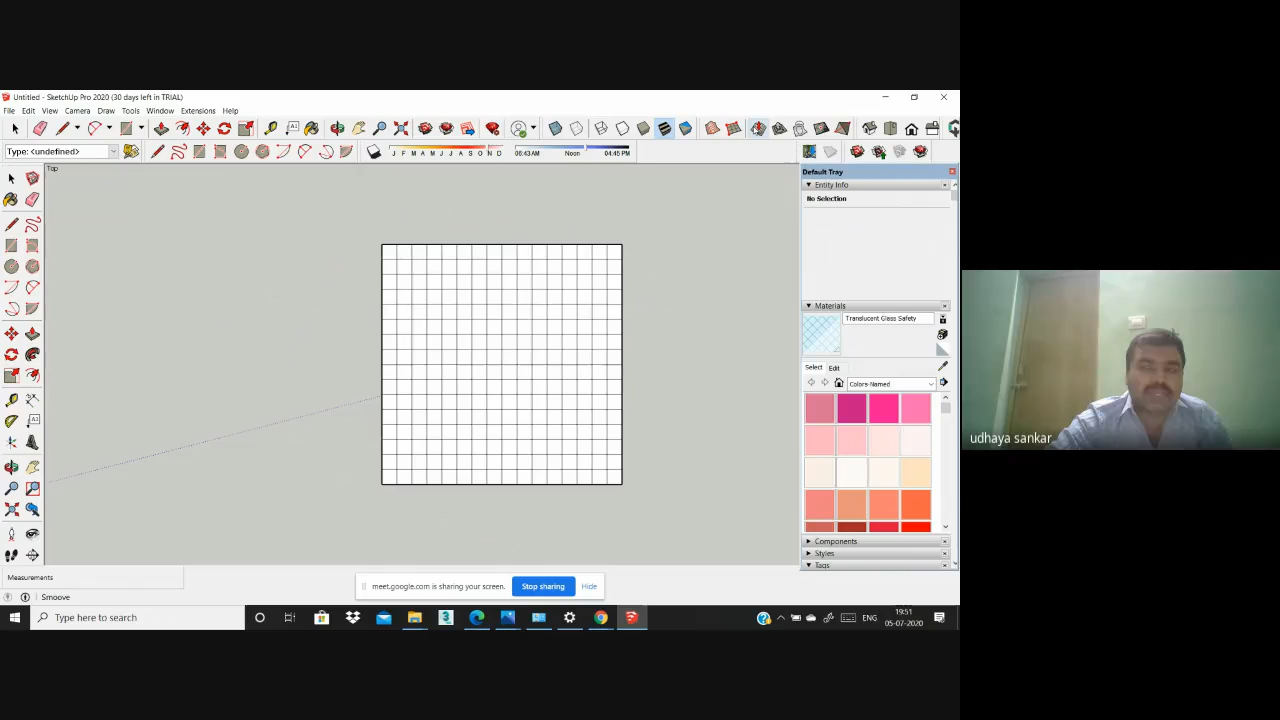 Untitled - SketchUp Pro 2020 (30 days left in TRIAL)
File Edit View Camera Draw Tools Window Extensions Help
Type: <undefined>
J F M A M J J A S O N D
06:43 AM Noon 04:45 PM
Top
Default Tray
Entity Info
No Selection
Materials
Translucent Glass Safety
Select Edit
Colors-Named
Components
Styles
Tags
Measurements
Smoove
meet.google.com is sharing your screen. Stop sharing Hide
Type here to search
ENG
19:51
05-07-2020
udhaya sankar